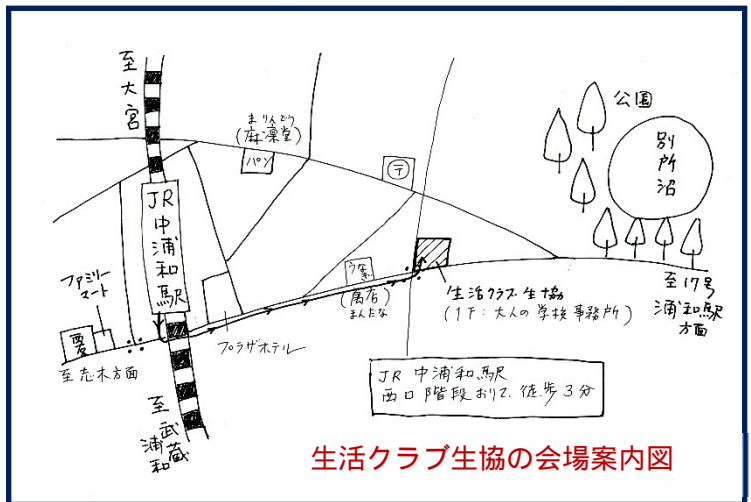 至大宮
まりんどう
(麻凛堂)
パン
〒
公園
別所沼
JR中浦和駅
ファミリーマート
至志木方面
プラザホテル
うなぎ
(萬店)
まんだな
生活クラブ生協
(1F:大人の学校事務所)
至17号
浦和駅
方面
至武蔵浦和
JR 中浦和駅
西口階段おりて、徒歩3分
生活クラブ生協の会場案内図